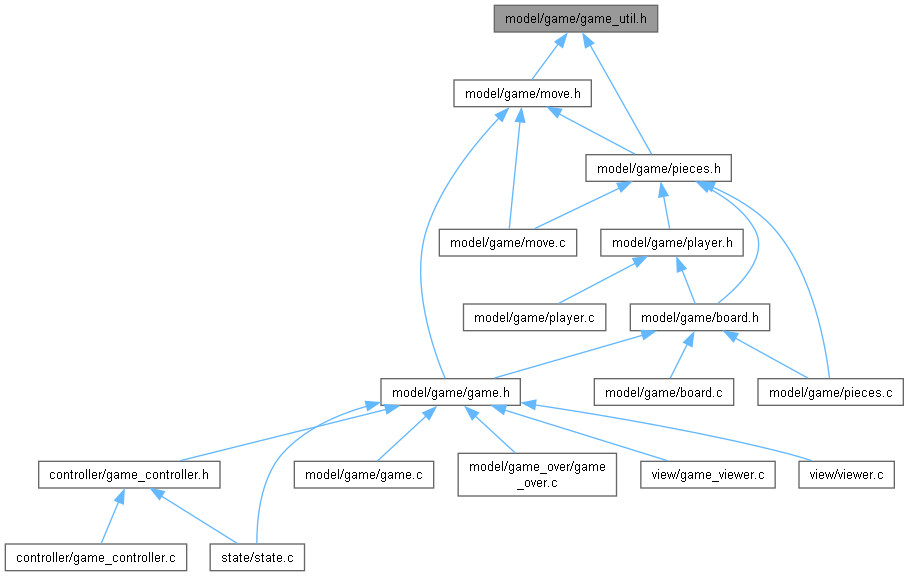 model/game/game_util.h
model/game/move.h
model/game/pieces.h
model/game/move.c
model/game/player.h
model/game/player.c
model/game/board.h
model/game/game.h
model/game/board.c
model/game/pieces.c
controller/game_controller.h
model/game/game.c
model/game_over/game
_over.c
view/game_viewer.c
view/viewer.c
controller/game_controller.c
state/state.c